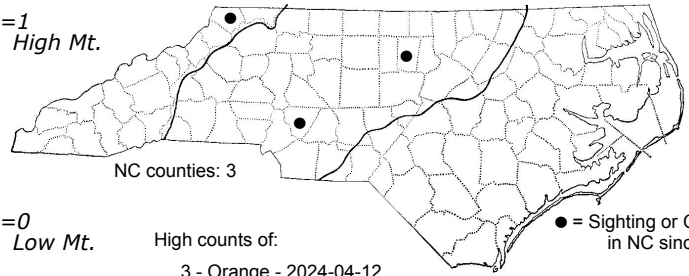 =1
High Mt.
NC counties: 3
=0
Low Mt.
High counts of:
3 - Orange - 2024-04-12
● = Sighting or
in NC